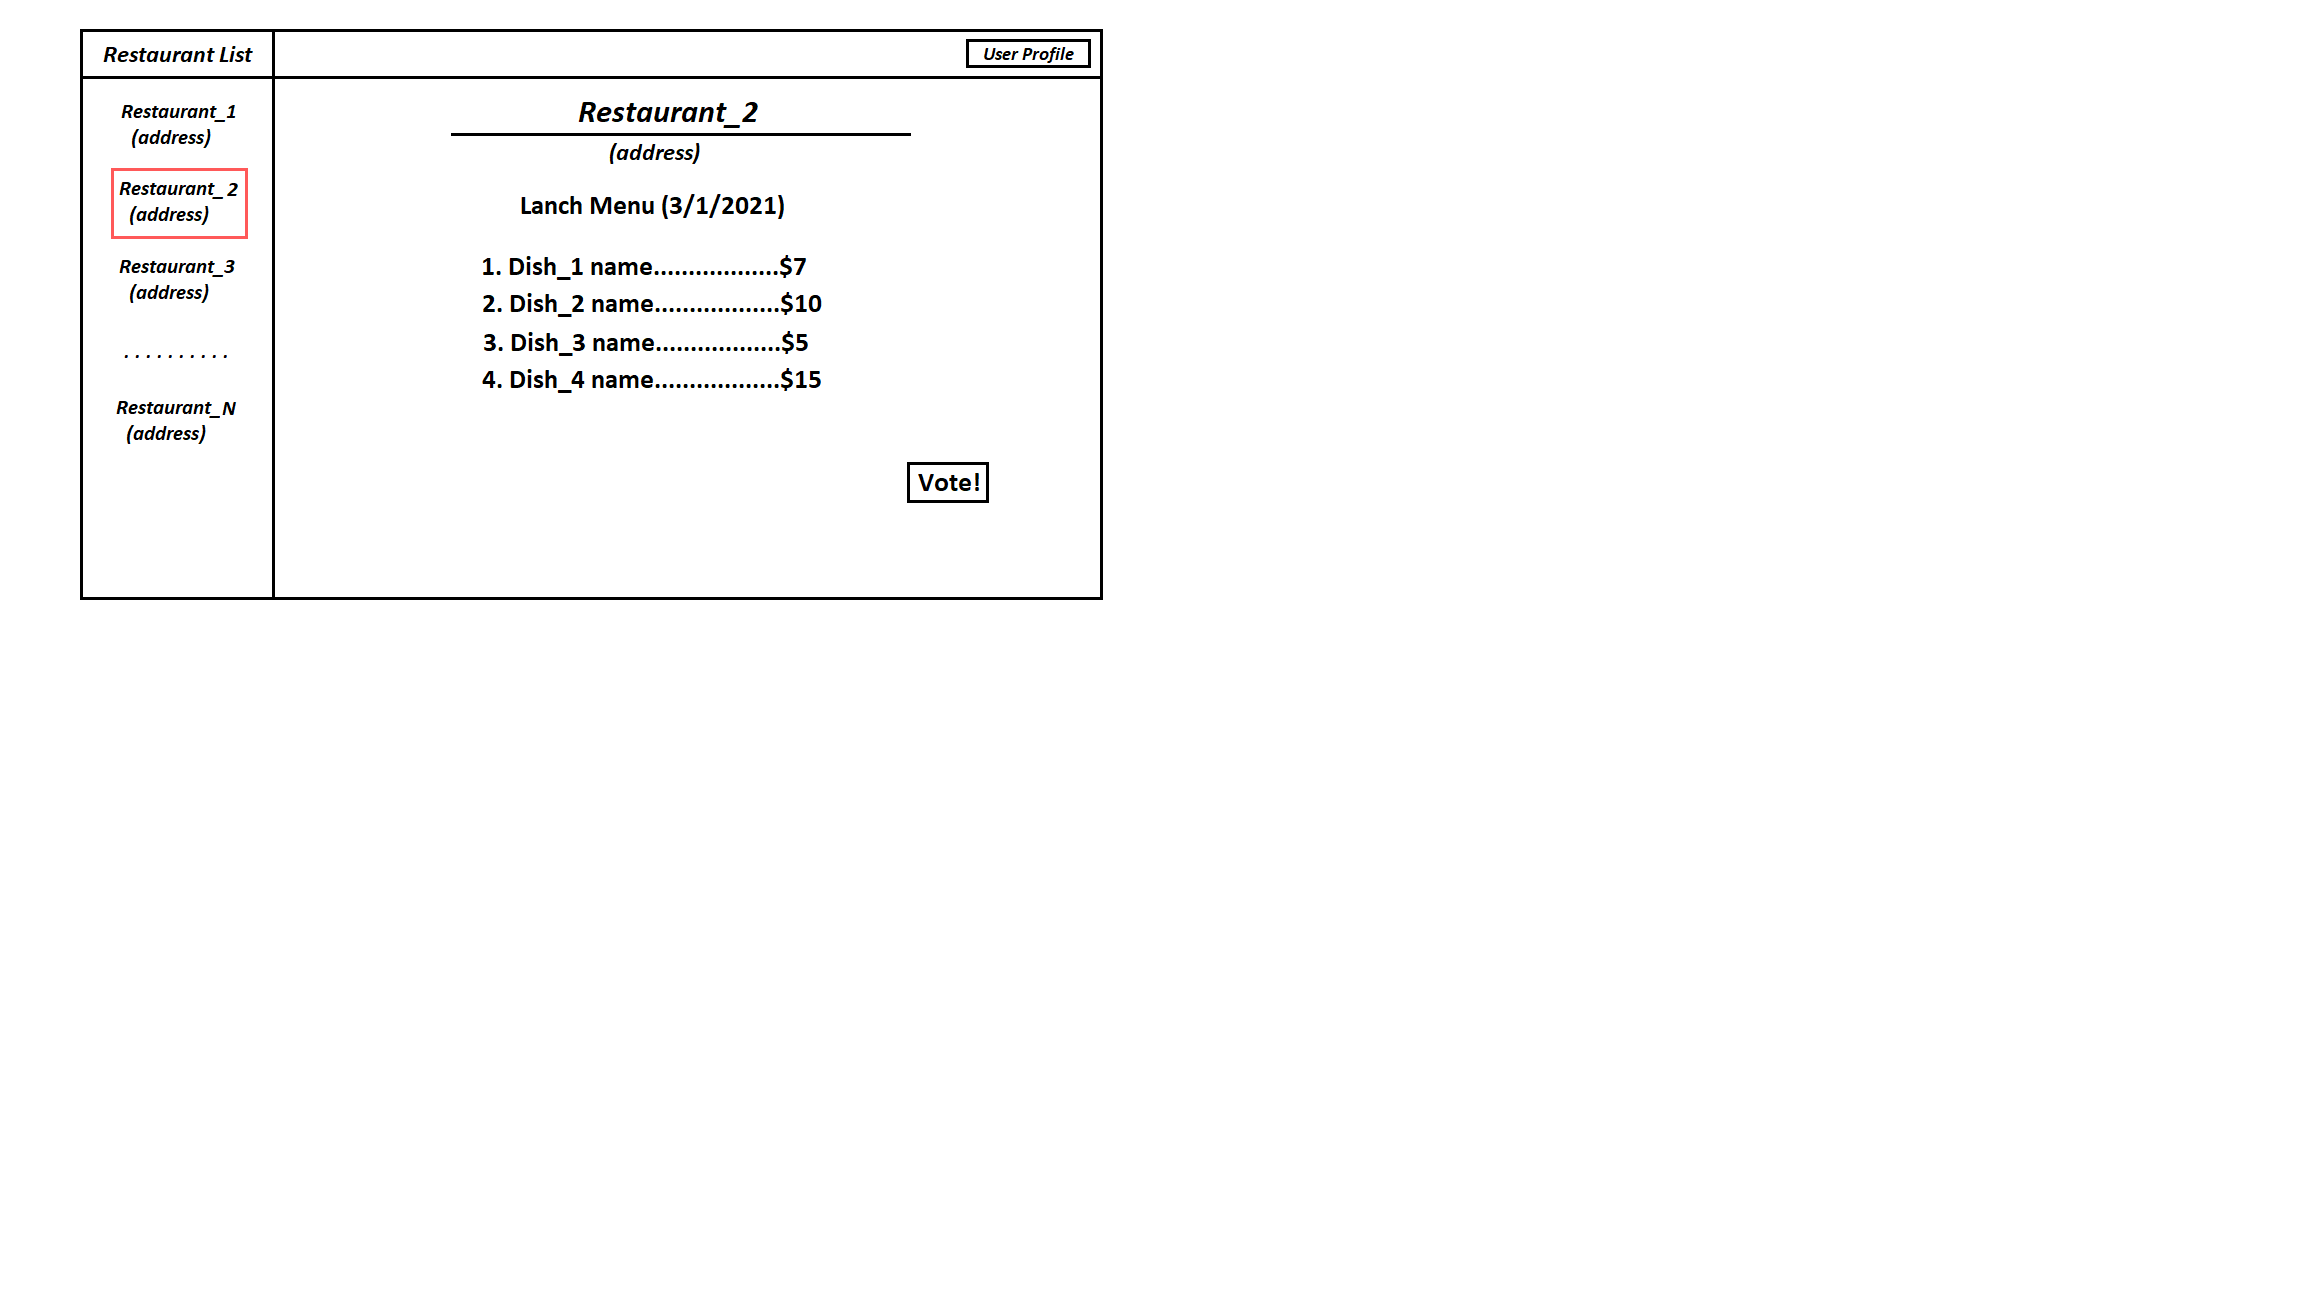 Restaurant List
User Profile
Restaurant_1
(address)
Restaurant_2
(address)
Restaurant_3
(address)
. . . . . . . . . .
Restaurant_N
(address)
Restaurant_2
(address)
Lanch Menu (3/1/2021)
1. Dish_1 name..................$7
2. Dish_2 name..................$10
3. Dish_3 name..................$5
4. Dish_4 name..................$15
Vote!